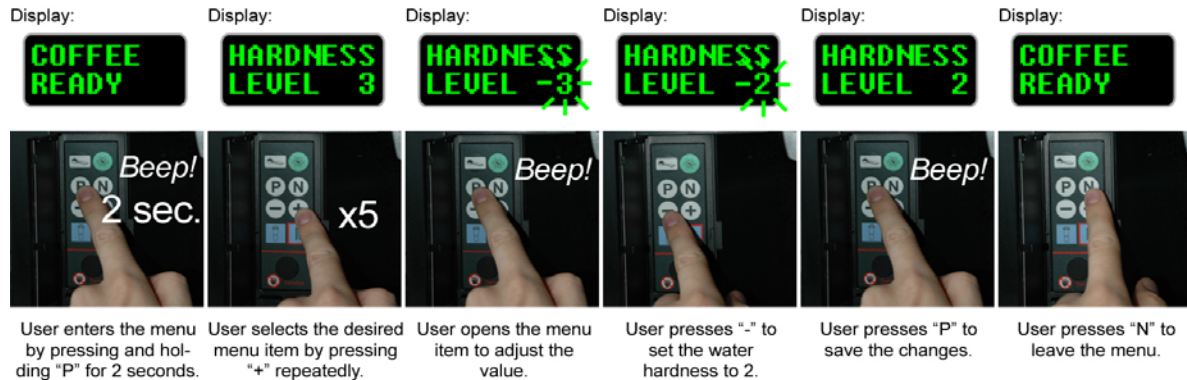 Display:
COFFEE
READY
Beep!
P N
2 sec.
User enters the menu
by pressing and hol-
ding “P” for 2 seconds.
Display:
HARDNESS
LEVEL 3
P N
- +
x5
User selects the desired
menu item by pressing
“+” repeatedly.
Display:
HARDNESS
LEVEL -3
Beep!
P N
- +
User opens the menu
item to adjust the
value.
Display:
HARDNESS
LEVEL -2
P N
- +
User presses “-” to
set the water
hardness to 2.
Display:
HARDNESS
LEVEL 2
Beep!
P N
- +
User presses “P” to
save the changes.
Display:
COFFEE
READY
P N
- +
User presses “N” to
leave the menu.